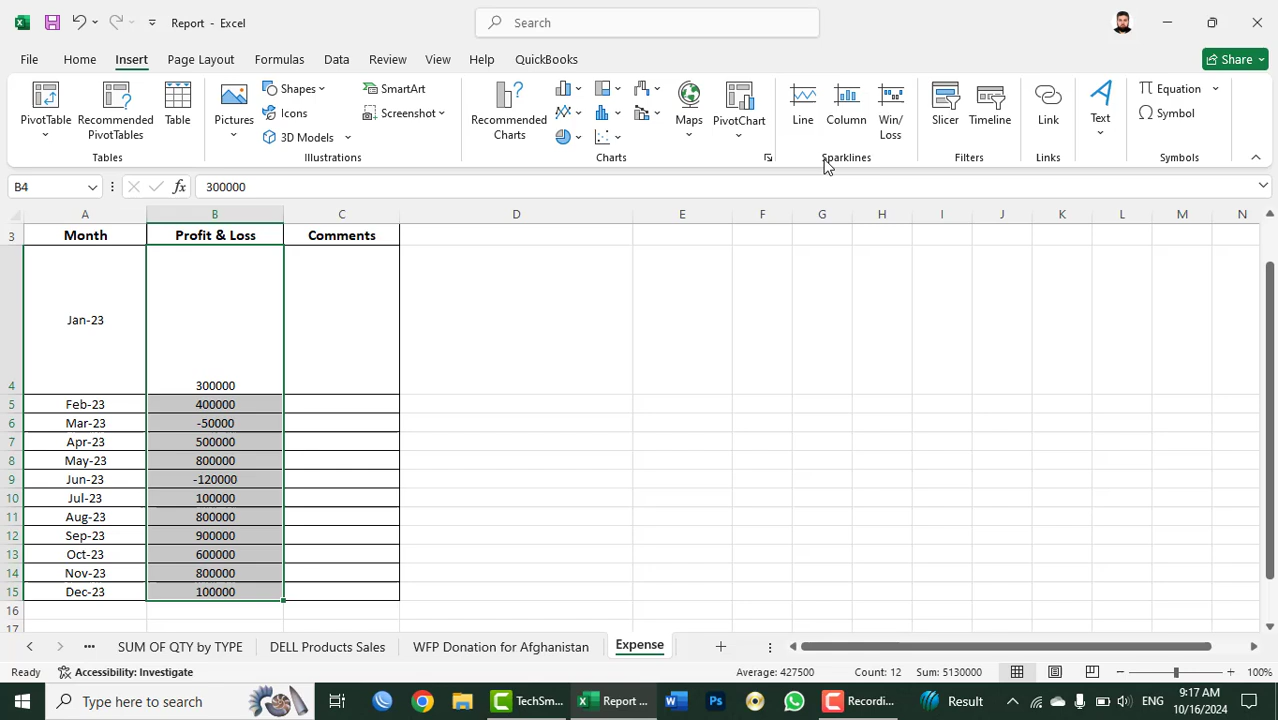 Report - Excel
Search
File Home Insert Page Layout Formulas Data Review View Help QuickBooks
Share
PivotTable
Recommended
PivotTables
Table
Tables
Pictures
Shapes
Icons
3D Models
SmartArt
Screenshot
Illustrations
Recommended
Charts
Maps
PivotChart
Charts
Line
Column
Win/
Loss
Sparklines
Slicer
Timeline
Filters
Link
Links
Text
Equation
Symbol
Symbols
B4
fx
300000
A B C D E F G H I J K L M N
3 Month Profit & Loss Comments
4 Jan-23 300000
5 Feb-23 400000
6 Mar-23 -50000
7 Apr-23 500000
8 May-23 800000
9 Jun-23 -120000
10 Jul-23 100000
11 Aug-23 800000
12 Sep-23 900000
13 Oct-23 600000
14 Nov-23 800000
15 Dec-23 100000
16
17
SUM OF QTY by TYPE DELL Products Sales WFP Donation for Afghanistan Expense
Ready Accessibility: Investigate Average: 427500 Count: 12 Sum: 5130000 100%
Type here to search
TechSm...
Report ...
Recordi...
Result
ENG
9:17 AM
10/16/2024